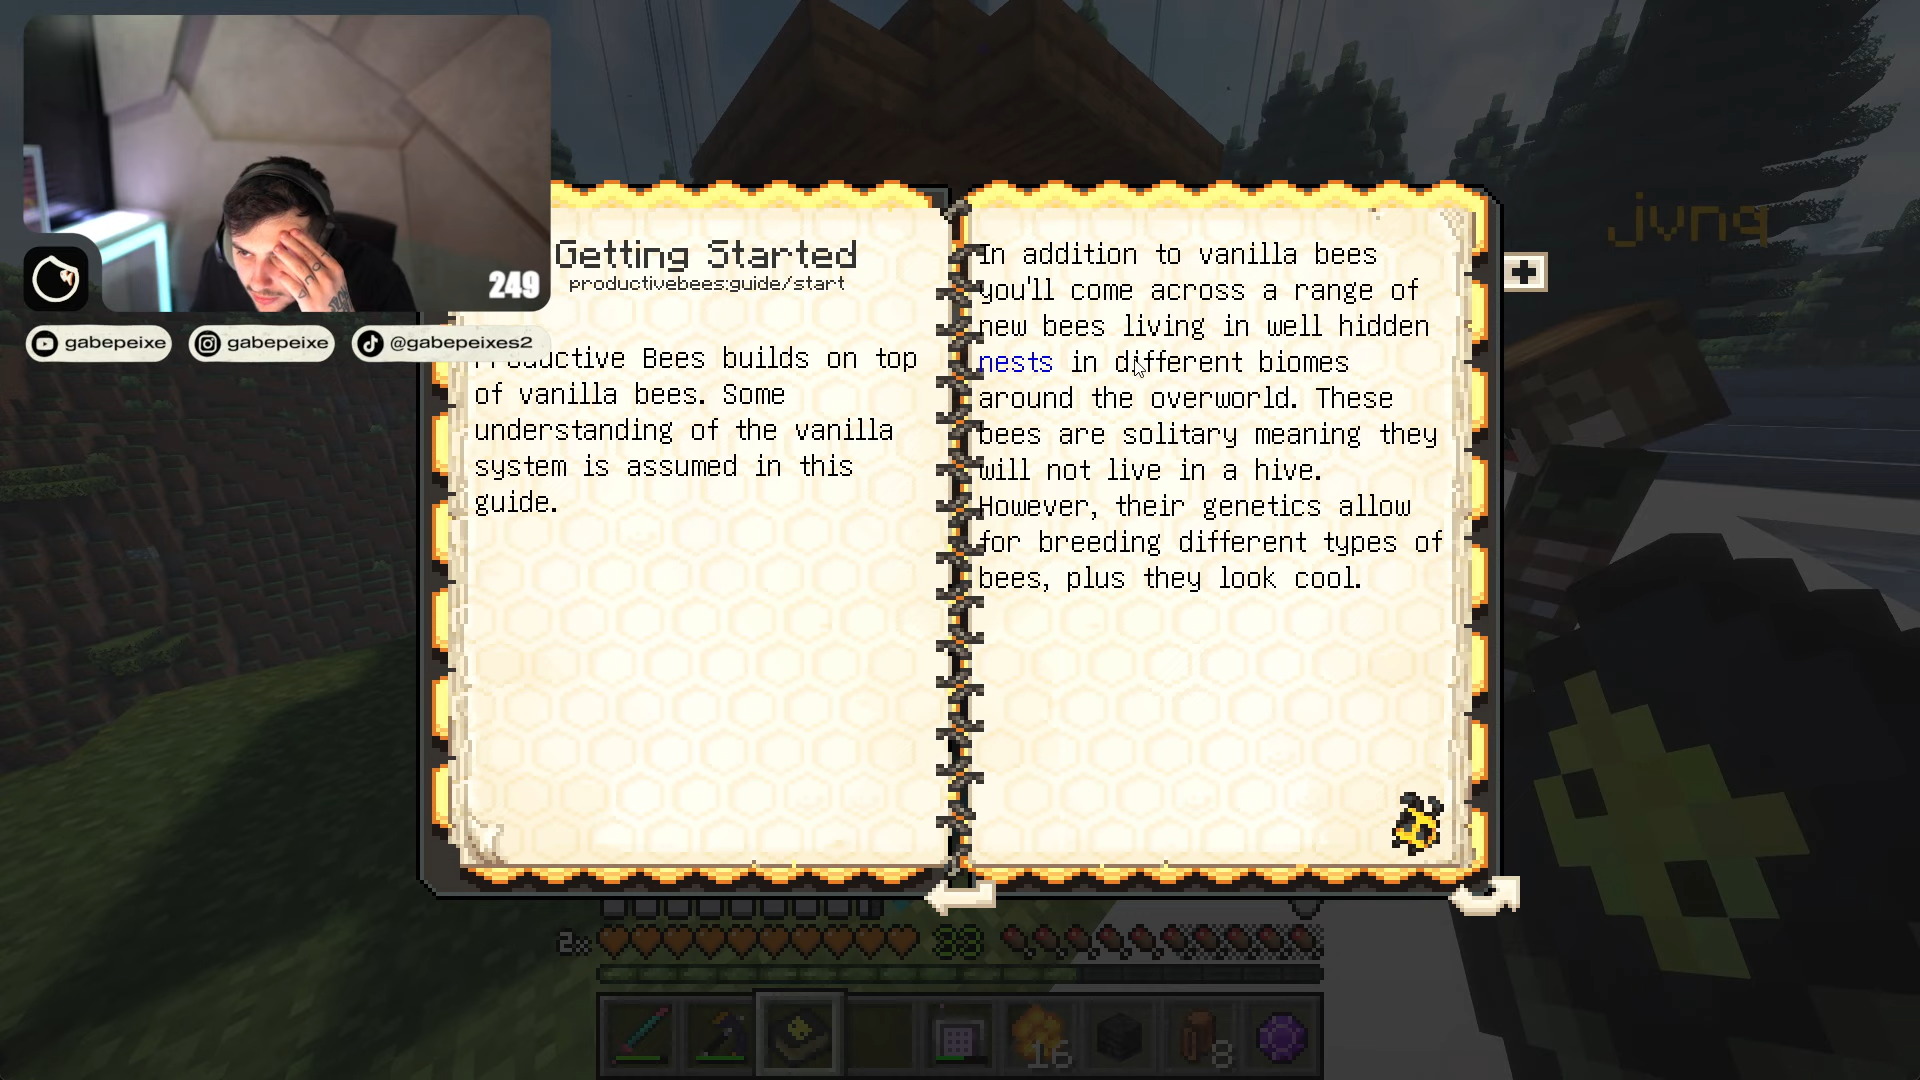 249
gabepeixe
gabepeixe
@gabepeixes2
Getting Started
productivebees:guide/start
Productive Bees builds on top
of vanilla bees. Some
understanding of the vanilla
system is assumed in this
guide.
In addition to vanilla bees
you'll come across a range of
new bees living in well hidden
nests in different biomes
around the overworld. These
bees are solitary meaning they
will not live in a hive.
However, their genetics allow
for breeding different types of
bees, plus they look cool.
jvnq
2x
38
16
8